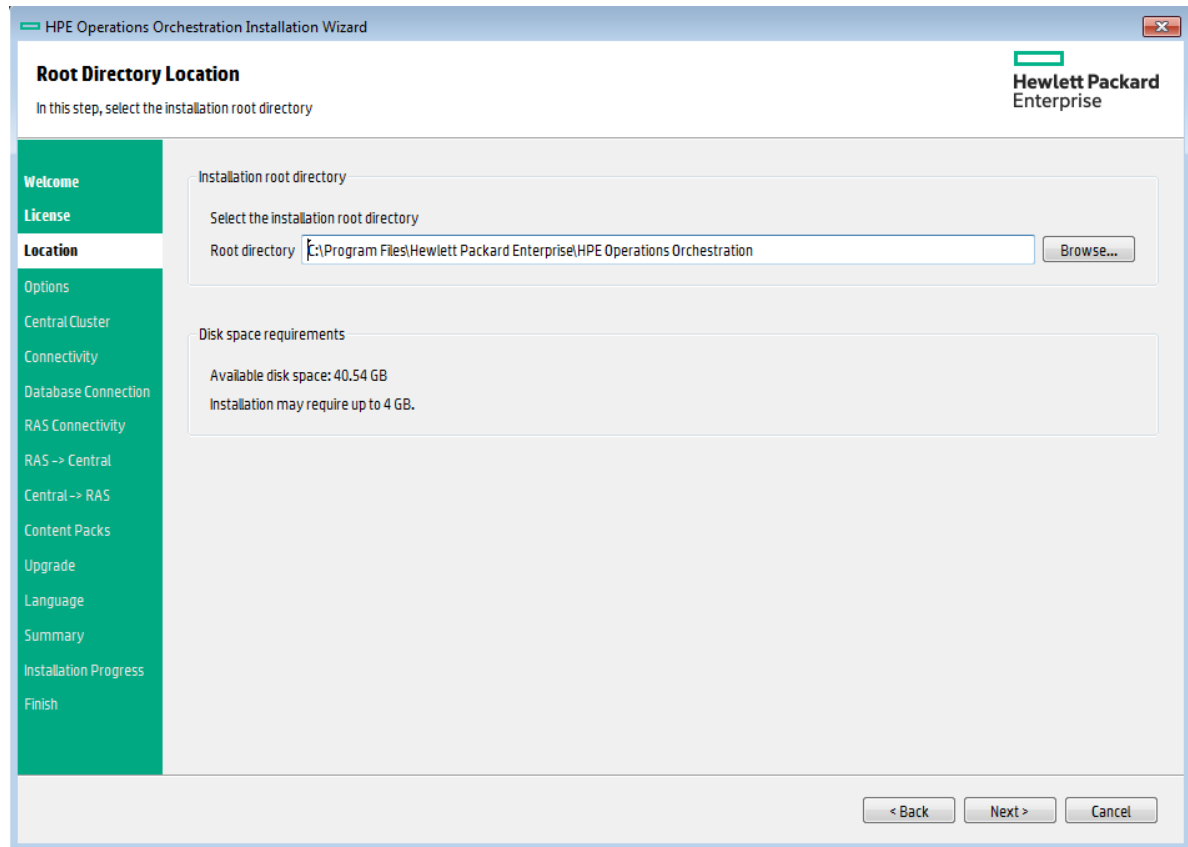 HPE Operations Orchestration Installation Wizard
Root Directory Location
In this step, select the installation root directory
Hewlett Packard
Enterprise
Welcome
License
Location
Options
Central Cluster
Connectivity
Database Connection
RAS Connectivity
RAS -> Central
Central -> RAS
Content Packs
Upgrade
Language
Summary
Installation Progress
Finish
Installation root directory
Select the installation root directory
Root directory C:\Program Files\Hewlett Packard Enterprise\HPE Operations Orchestration Browse...
Disk space requirements
Available disk space: 40.54 GB
Installation may require up to 4 GB.
< Back Next > Cancel